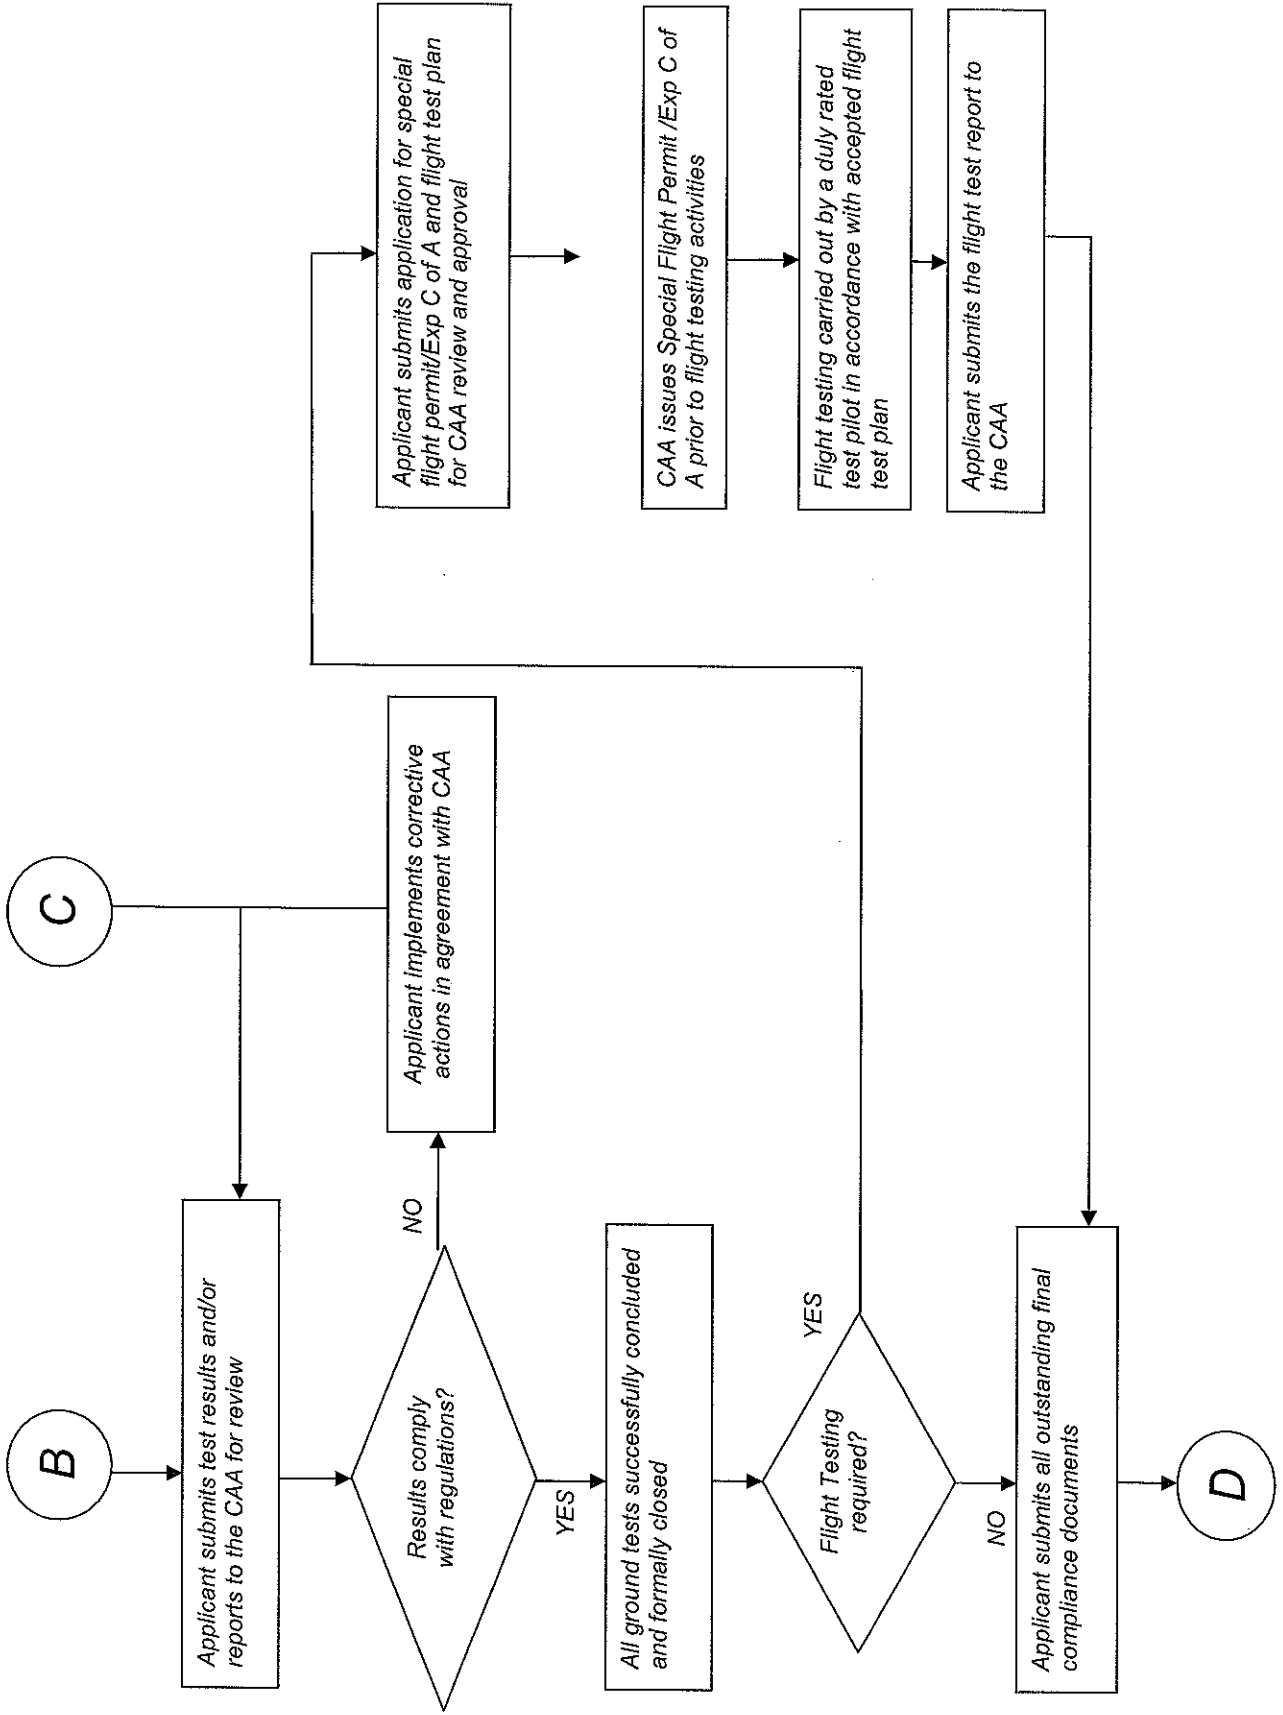 B
Applicant submits test results and/or
reports to the CAA for review
C
Results comply
with regulations?
NO
Applicant implements corrective
actions in agreement with CAA
YES
All ground tests successfully concluded
and formally closed
Flight Testing
required?
YES
Applicant submits application for special
flight permit/Exp C of A and flight test plan
for CAA review and approval
CAA issues Special Flight Permit /Exp C of
A prior to flight testing activities
Flight testing carried out by a duly rated
test pilot in accordance with accepted flight
test plan
Applicant submits the flight test report to
the CAA
NO
Applicant submits all outstanding final
compliance documents
D